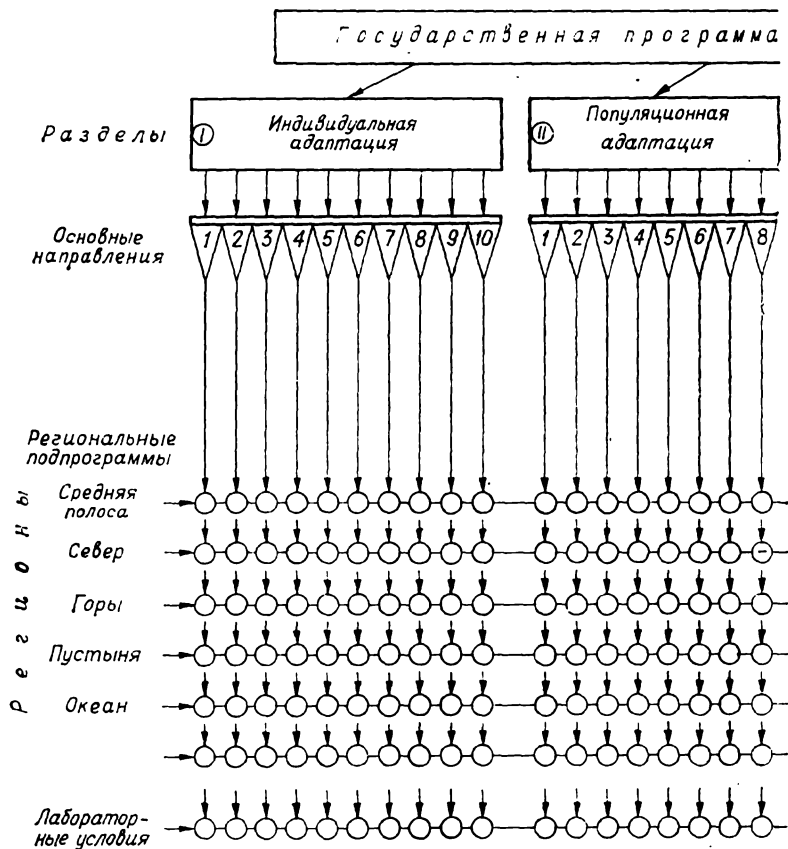 Государственная программа
Разделы
I
Индивидуальная
адаптация
II
Популяционная
адаптация
Основные
направления
1 2 3 4 5 6 7 8 9 10
1 2 3 4 5 6 7 8
Региональные
подпрограммы
Регионы
Средняя
полоса
Север
Горы
Пустыня
Океан
Лаборатор-
ные условия